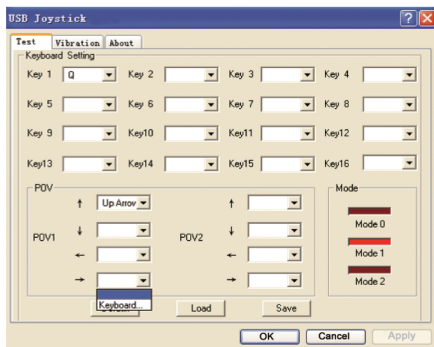 USB Joystick
Test Vibration About
Keyboard Setting
Key 1 Q Key 2 Key 3 Key 4
Key 5 Key 6 Key 7 Key 8
Key 9 Key10 Key11 Key12
Key13 Key14 Key15 Key16
POV Mode
↑ Up Arrov ↑
Mode 0
POV1 ↓ POV2 ↓
← ← Mode 1
→ → Mode 2
Keyboard...
Load Save
OK Cancel Apply